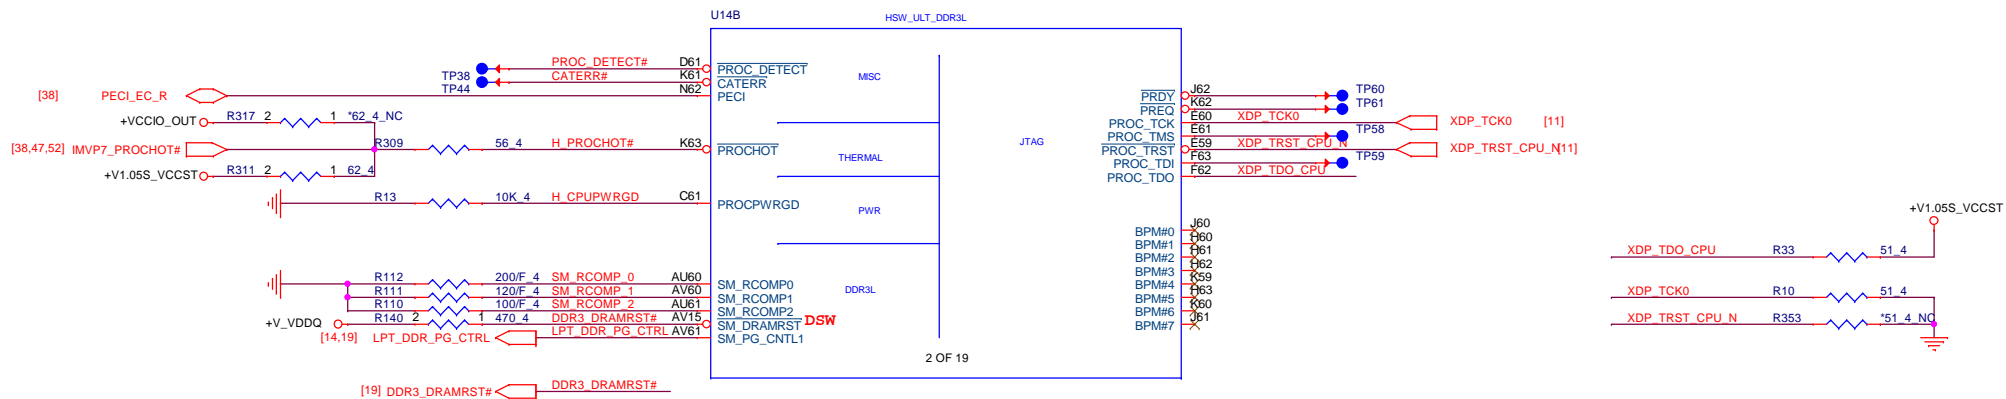 U14B
HSW_ULT_DDR3L
PROC_DETECT# D61 PROC_DETECT
TP38 CATERR# K61 CATERR
TP44 N62 PECI
[38] PECI_EC_R
MISC
+VCCIO_OUT R317 2 1 *62_4_NC
[38,47,52] IMVP7_PROCHOT# R309 56_4 H_PROCHOT# K63 PROCHOT
+V1.05S_VCCST R311 2 1 62_4
THERMAL
R13 10K_4 H_CPUPWRGD C61 PROCPWRGD
PWR
R112 200/F_4 SM_RCOMP_0 AU60 SM_RCOMP0
R111 120/F_4 SM_RCOMP_1 AV60 SM_RCOMP1
R110 100/F_4 SM_RCOMP_2 AU61 SM_RCOMP2
+V_VDDQ R140 2 1 470_4 DDR3_DRAMRST# AV15 SM_DRAMRST DSW
[14,19] LPT_DDR_PG_CTRL LPT_DDR_PG_CTRL AV61 SM_PG_CNTL1
DDR3L
2 OF 19
[19] DDR3_DRAMRST# DDR3_DRAMRST#
JTAG
PRDY J62 TP60
PREQ K62 TP61
PROC_TCK E60 XDP_TCK0 XDP_TCK0 [11]
PROC_TMS E61 TP58
PROC_TRST E59 XDP_TRST_CPU_N XDP_TRST_CPU_N [11]
PROC_TDI F63 TP59
PROC_TDO F62 XDP_TDO_CPU
BPM#0 J60
BPM#1 H60
BPM#2 H61
BPM#3 H62
BPM#4 K59
BPM#5 H63
BPM#6 K60
BPM#7 J61
+V1.05S_VCCST
XDP_TDO_CPU R33 51_4
XDP_TCK0 R10 51_4
XDP_TRST_CPU_N R353 *51_4_NC